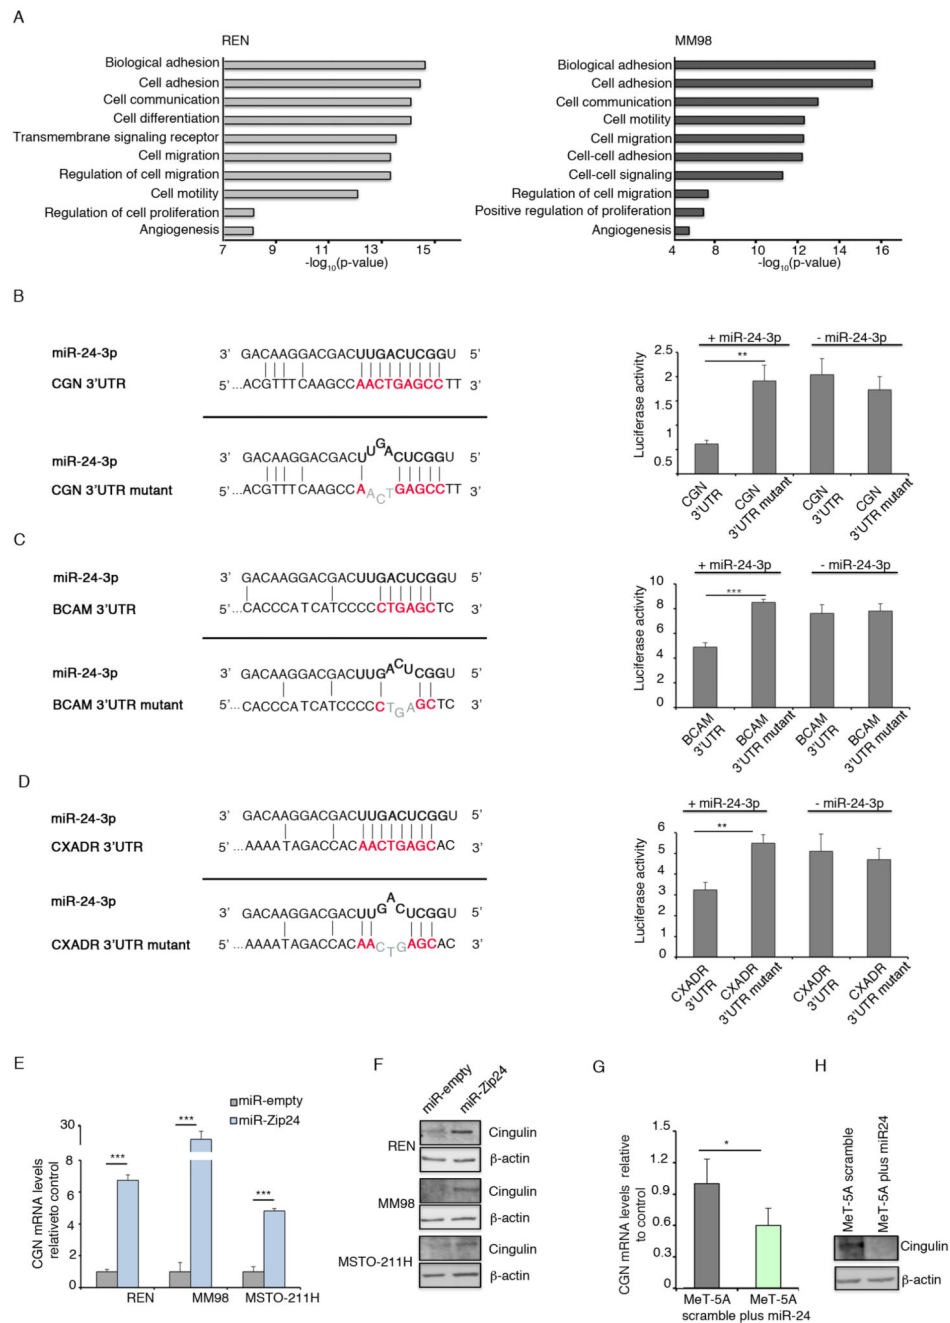 A
REN
Biological adhesion
Cell adhesion
Cell communication
Cell differentiation
Transmembrane signaling receptor
Cell migration
Regulation of cell migration
Cell motility
Regulation of cell proliferation
Angiogenesis
7 9 11 13 15
-log10(p-value)
MM98
Biological adhesion
Cell adhesion
Cell communication
Cell motility
Cell migration
Cell-cell adhesion
Cell-cell signaling
Regulation of cell migration
Positive regulation of proliferation
Angiogenesis
4 6 8 10 12 14 16
-log10(p-value)
B
miR-24-3p 3' GACAAGGACGACUUGACUCGGU 5'
CGN 3'UTR 5'...ACGTTTCAAGCCAACTGAGCCTT 3'
miR-24-3p 3' GACAAGGACGACUUGACUCGGU 5'
CGN 3'UTR mutant 5'...ACGTTTCAAGCCAACTGAGCCTT 3'
+ miR-24-3p - miR-24-3p
**
Luciferase activity
2.5
2
1.5
1
0.5
CGN 3'UTR
CGN 3'UTR mutant
CGN 3'UTR
CGN 3'UTR mutant
C
miR-24-3p 3' GACAAGGACGACUUGACUCGGU 5'
BCAM 3'UTR 5'...CACCCATCATCCCCCTGAGCTC 3'
miR-24-3p 3' GACAAGGACGACUUGACUCGGU 5'
BCAM 3'UTR mutant 5'...CACCCATCATCCCCCTGAGCTC 3'
+ miR-24-3p - miR-24-3p
***
Luciferase activity
10
8
6
4
2
0
BCAM 3'UTR
BCAM 3'UTR mutant
BCAM 3'UTR
BCAM 3'UTR mutant
D
miR-24-3p 3' GACAAGGACGACUUGACUCGGU 5'
CXADR 3'UTR 5'...AAAATAGACCACAACTGAGCAC 3'
miR-24-3p 3' GACAAGGACGACUUGACUCGGU 5'
CXADR 3'UTR mutant 5'...AAAATAGACCACAACTGAGCAC 3'
+ miR-24-3p - miR-24-3p
**
Luciferase activity
6
5
4
3
2
1
0
CXADR 3'UTR
CXADR 3'UTR mutant
CXADR 3'UTR
CXADR 3'UTR mutant
E
miR-empty
miR-Zip24
CGN mRNA levels
relativeto control
30
8
6
4
2
0
***
***
***
REN MM98 MSTO-211H
F
miR-empty
miR-Zip24
REN
Cingulin
β-actin
MM98
Cingulin
β-actin
MSTO-211H
Cingulin
β-actin
G
CGN mRNA levels relative
to control
1.5
1.2
0.9
0.6
0.3
0
*
MeT-5A MeT-5A
scramble plus miR-24
H
MeT-5A scramble
MeT-5A plus miR24
Cingulin
β-actin